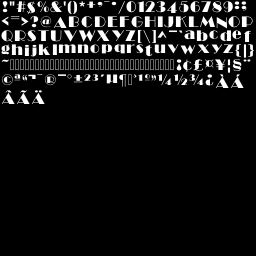 !"#$%&'()*+,-./0123456789:;
<=>?@ABCDEFGHIJKLMNOP
QRSTUVWXYZ[\]^_`abcdef
ghijklmnopqrstuvwxyz{|}
~ ¡¢£¤¥¦§¨
©ª«¬-®¯°±²³´µ¶¸¹º»¼½¾¿ÀÁ
ÂÃÄ